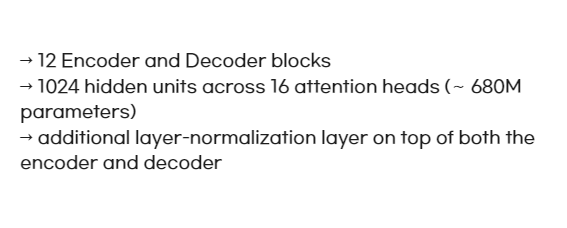 → 12 Encoder and Decoder blocks
→ 1024 hidden units across 16 attention heads (~ 680M
parameters)
→ additional layer-normalization layer on top of both the
encoder and decoder